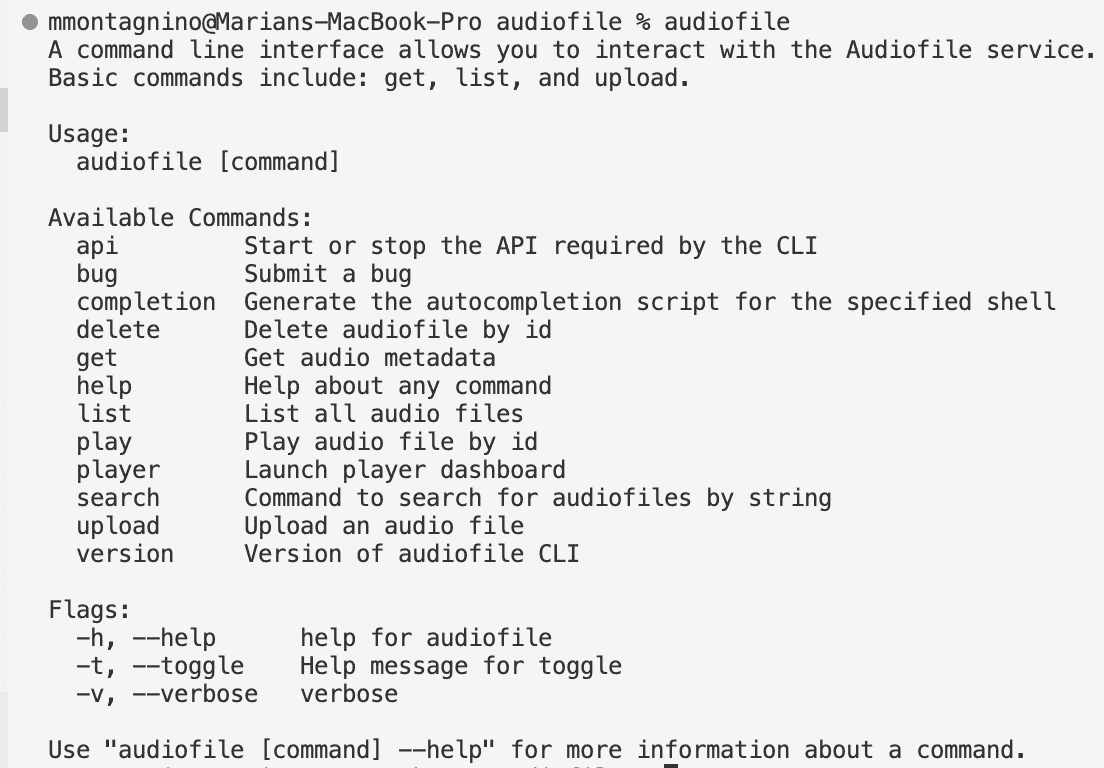 mmontagnino@Marians-MacBook-Pro audiofile % audiofile
A command line interface allows you to interact with the Audiofile service.
Basic commands include: get, list, and upload.

Usage:
  audiofile [command]

Available Commands:
  api         Start or stop the API required by the CLI
  bug         Submit a bug
  completion  Generate the autocompletion script for the specified shell
  delete      Delete audiofile by id
  get         Get audio metadata
  help        Help about any command
  list        List all audio files
  play        Play audio file by id
  player      Launch player dashboard
  search      Command to search for audiofiles by string
  upload      Upload an audio file
  version     Version of audiofile CLI

Flags:
  -h, --help      help for audiofile
  -t, --toggle    Help message for toggle
  -v, --verbose   verbose

Use "audiofile [command] --help" for more information about a command.